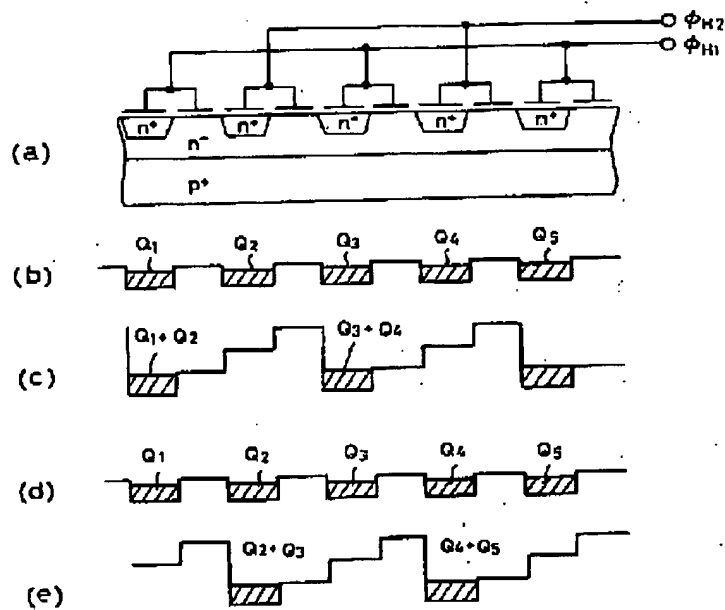 ϕH2
ϕH1
n+ n+ n- n+ n+
n-
(a)
p+
Q1 Q2 Q3 Q4 Q5
(b)
Q1 + Q2 Q3 + Q4
(c)
Q1 Q2 Q3 Q4 Q5
(d)
Q2 + Q3 Q4 + Q5
(e)